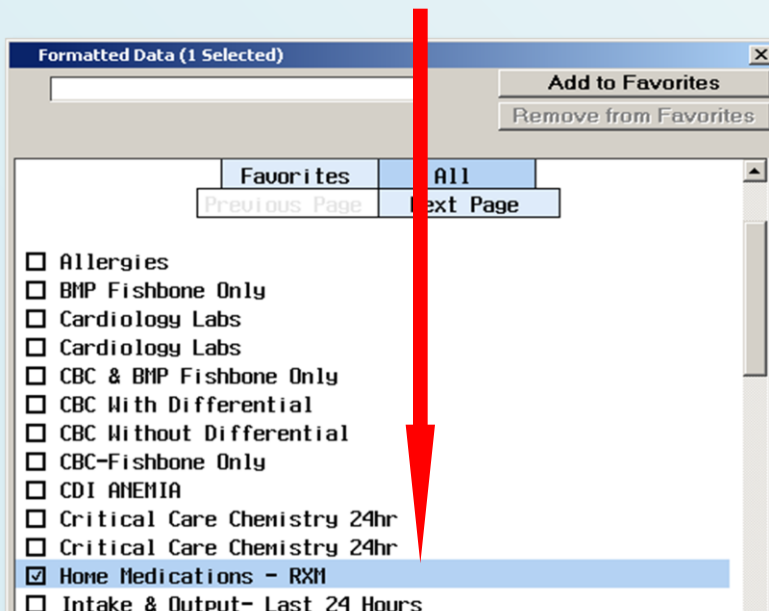 Formatted Data (1 Selected)
Add to Favorites
Remove from Favorites
Favorites All
Previous Page Next Page
Allergies
BMP Fishbone Only
Cardiology Labs
Cardiology Labs
CBC & BMP Fishbone Only
CBC With Differential
CBC Without Differential
CBC-Fishbone Only
CDI ANEMIA
Critical Care Chemistry 24hr
Critical Care Chemistry 24hr
Home Medications - RXM
Intake & Output- Last 24 Hours